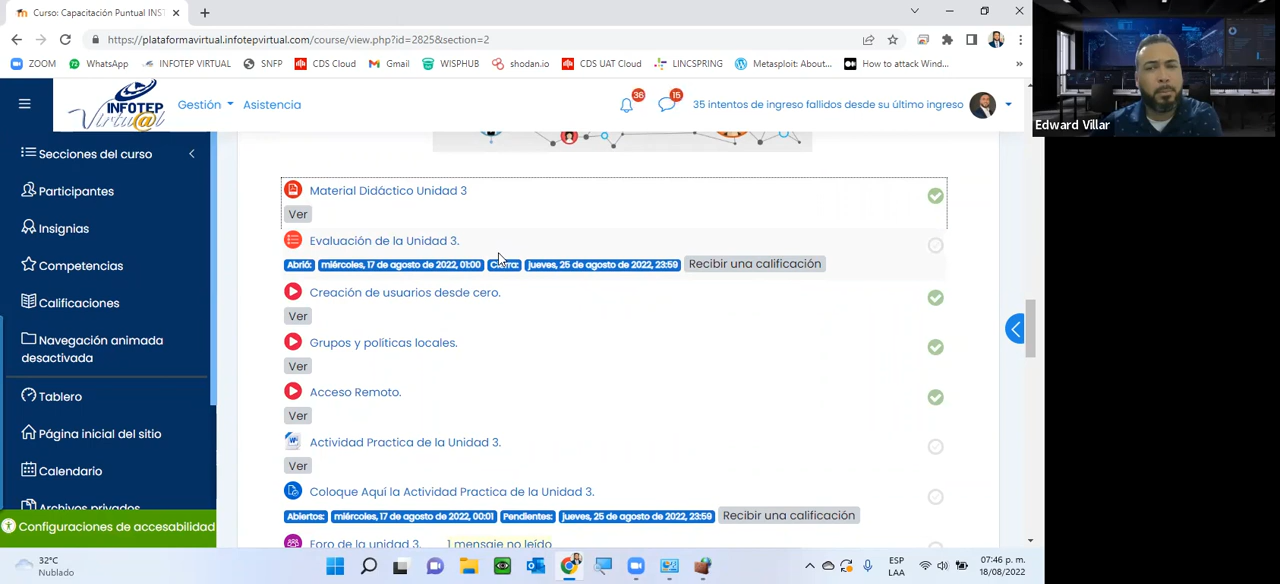 Curso: Capacitación Puntual INS
https://plataformavirtual.infotepvirtual.com/course/view.php?id=2825&section=2
ZOOM
WhatsApp
INFOTEP VIRTUAL
SNFP
CDS Cloud
Gmail
WISPHUB
shodan.io
CDS UAT Cloud
LINCSPRING
Metasploit: About...
How to attack Wind...
»
INFOTEP
Virtu@l
Gestión
Asistencia
36
15
35 intentos de ingreso fallidos desde su último ingreso
Edward Villar
Secciones del curso
Participantes
Insignias
Competencias
Calificaciones
Navegación animada
desactivada
Tablero
Página inicial del sitio
Calendario
Archivos privados
Configuraciones de accesabilidad
Material Didáctico Unidad 3
Ver
Evaluación de la Unidad 3.
Abrió: miércoles, 17 de agosto de 2022, 01:00 Cierra: jueves, 25 de agosto de 2022, 23:59 Recibir una calificación
Creación de usuarios desde cero.
Ver
Grupos y políticas locales.
Ver
Acceso Remoto.
Ver
Actividad Practica de la Unidad 3.
Ver
Coloque Aquí la Actividad Practica de la Unidad 3.
Abiertos: miércoles, 17 de agosto de 2022, 00:01 Pendientes: jueves, 25 de agosto de 2022, 23:59 Recibir una calificación
Foro de la unidad 3. 1 mensaje no leído
32°C
Nublado
ESP
LAA
07:46 p. m.
18/08/2022